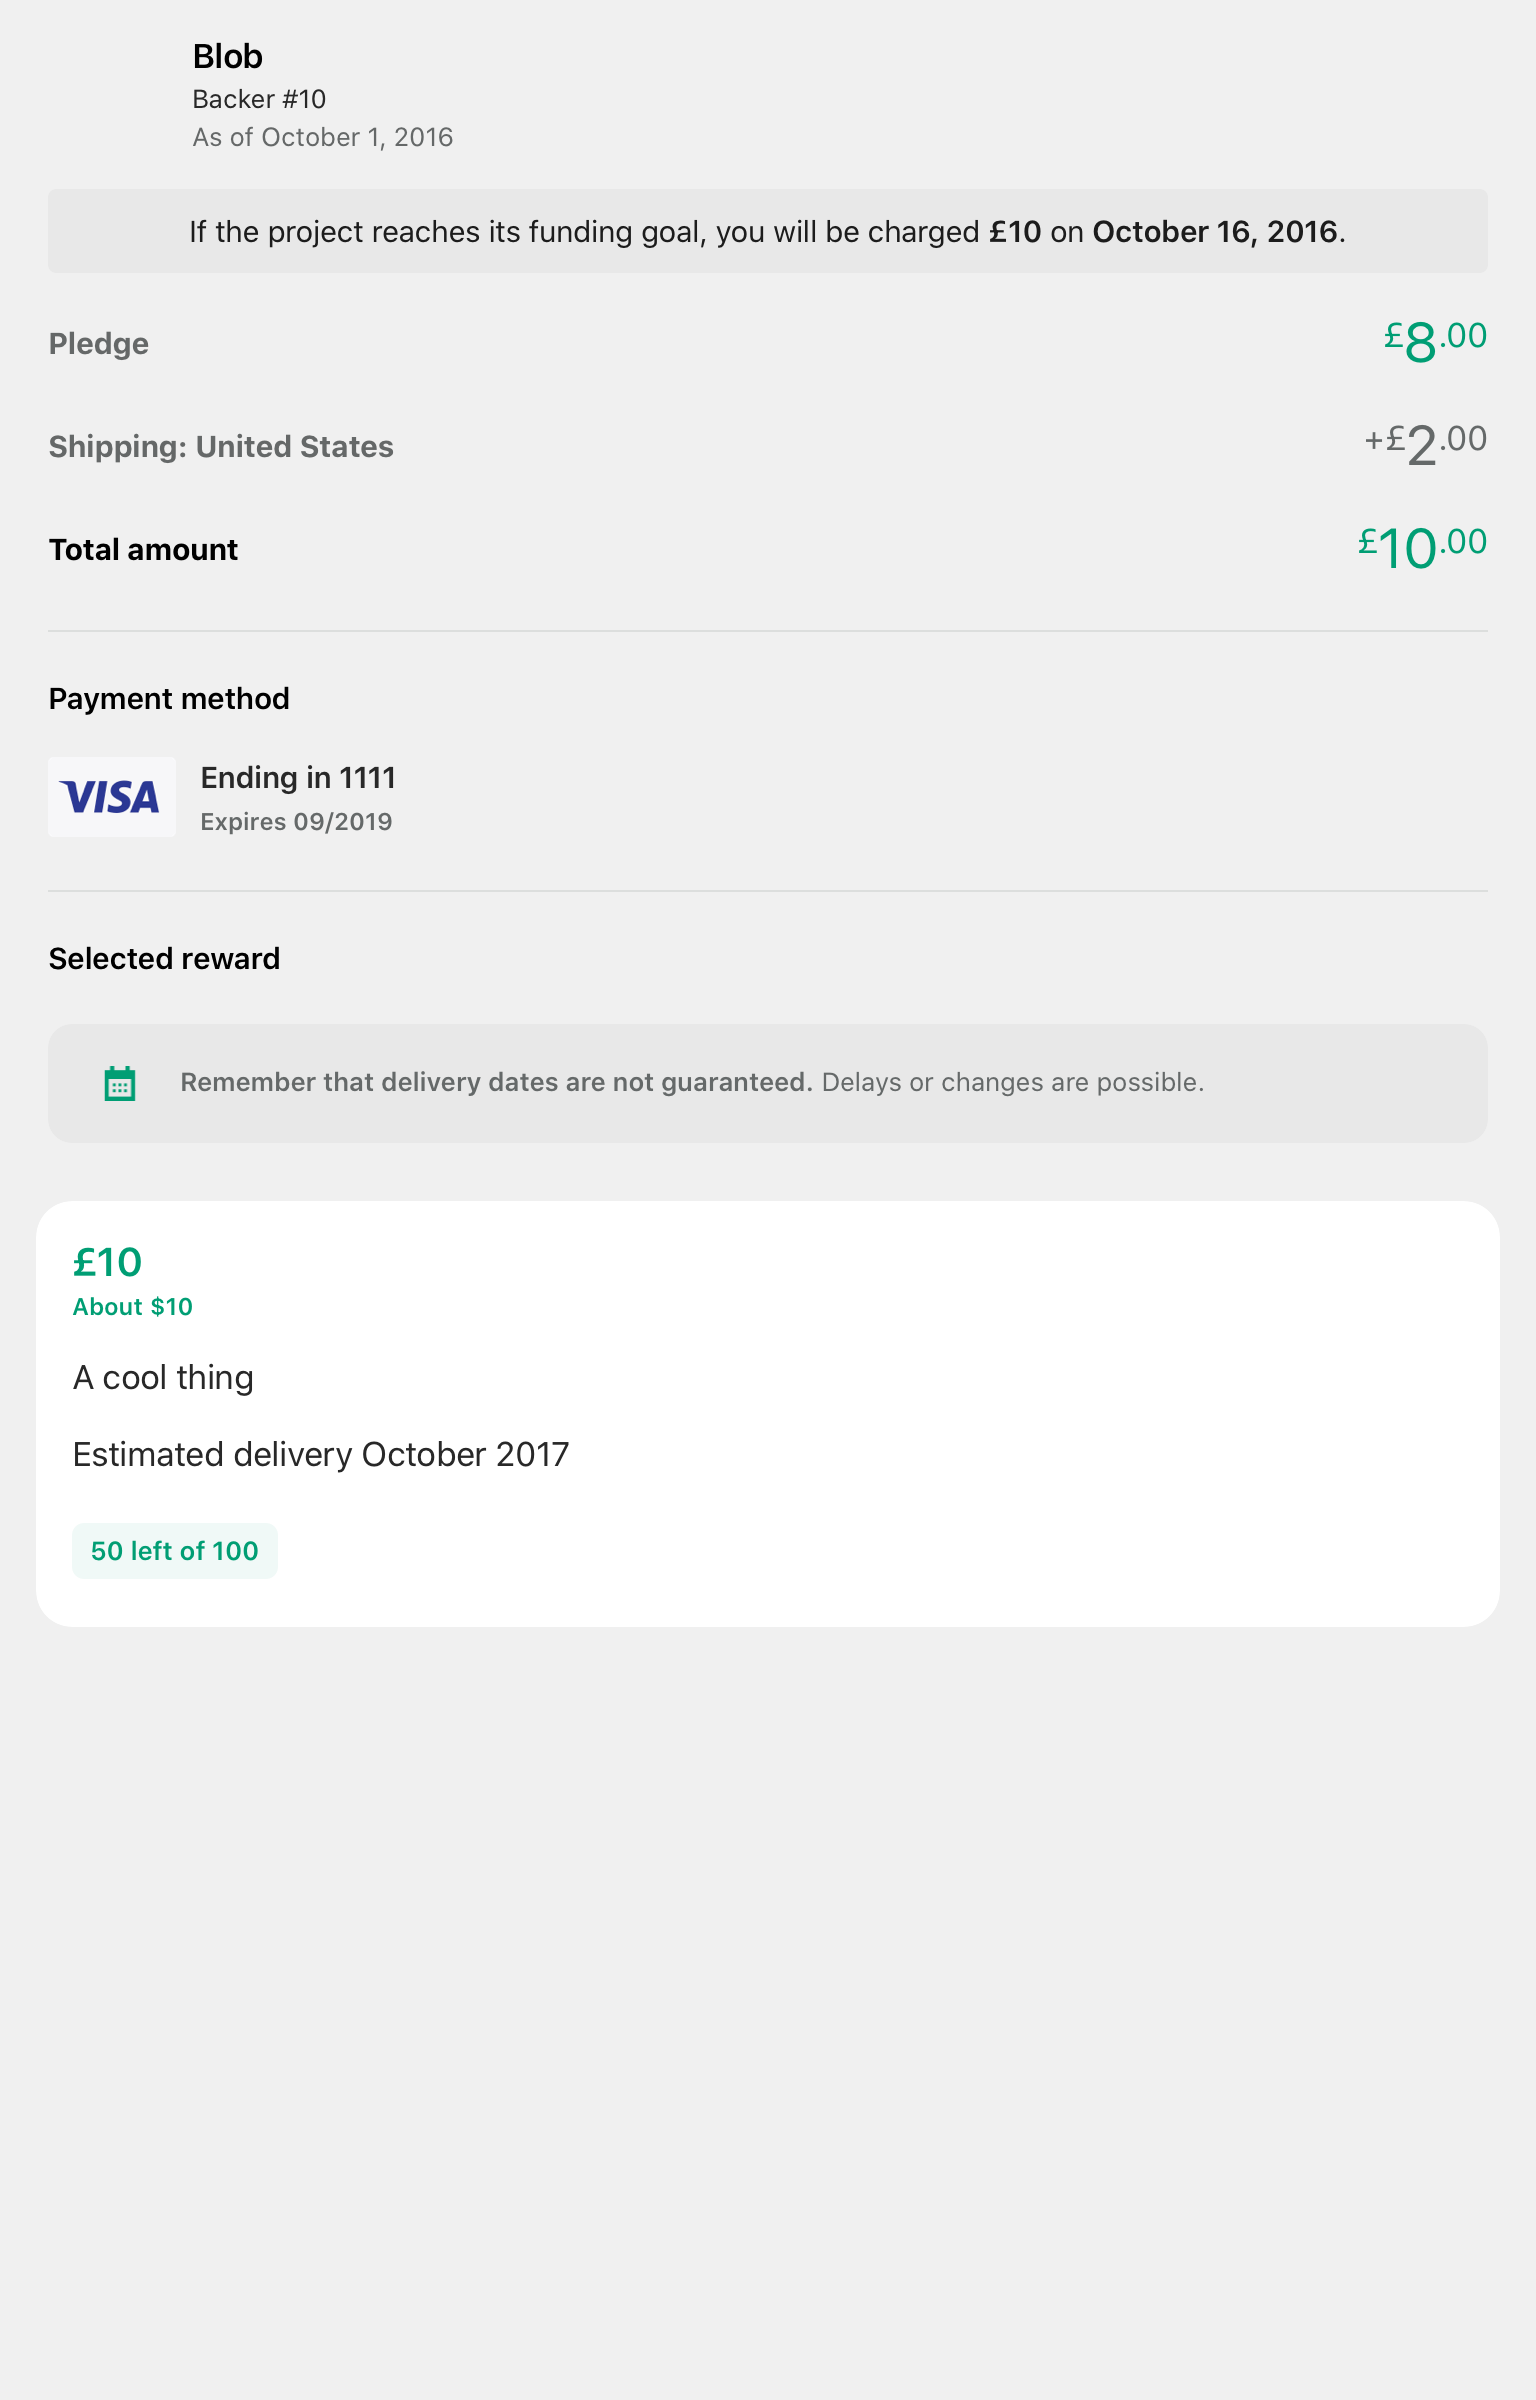 Blob
Backer #10
As of October 1, 2016
If the project reaches its funding goal, you will be charged £10 on October 16, 2016.
Pledge £8.00
Shipping: United States +£2.00
Total amount £10.00
Payment method
VISA Ending in 1111
Expires 09/2019
Selected reward
Remember that delivery dates are not guaranteed. Delays or changes are possible.
£10
About $10
A cool thing
Estimated delivery October 2017
50 left of 100